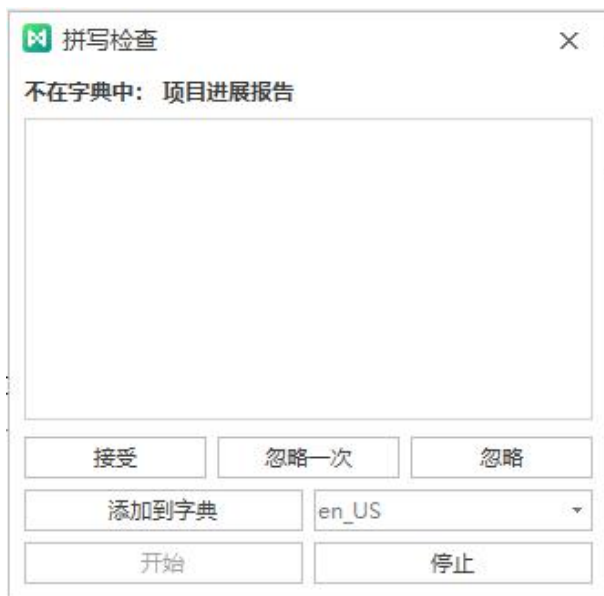 拼写检查
不在字典中： 项目进展报告
接受 忽略一次 忽略
添加到字典 en_US
开始 停止